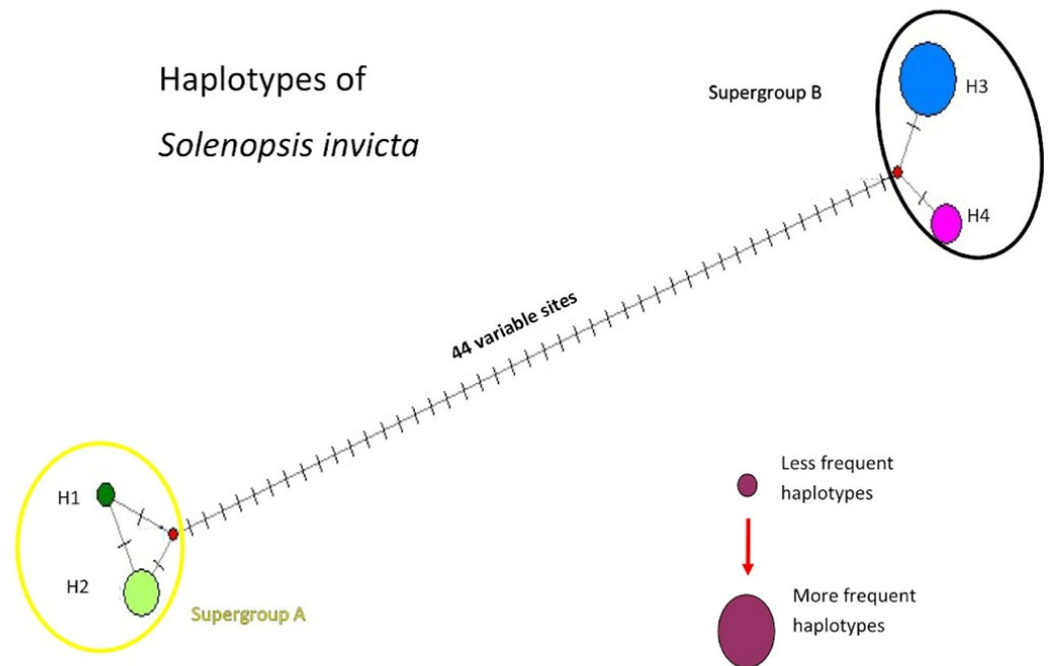 Haplotypes of
Solenopsis invicta
Supergroup B
H3
H4
44 variable sites
H1
H2
Supergroup A
Less frequent
haplotypes
More frequent
haplotypes